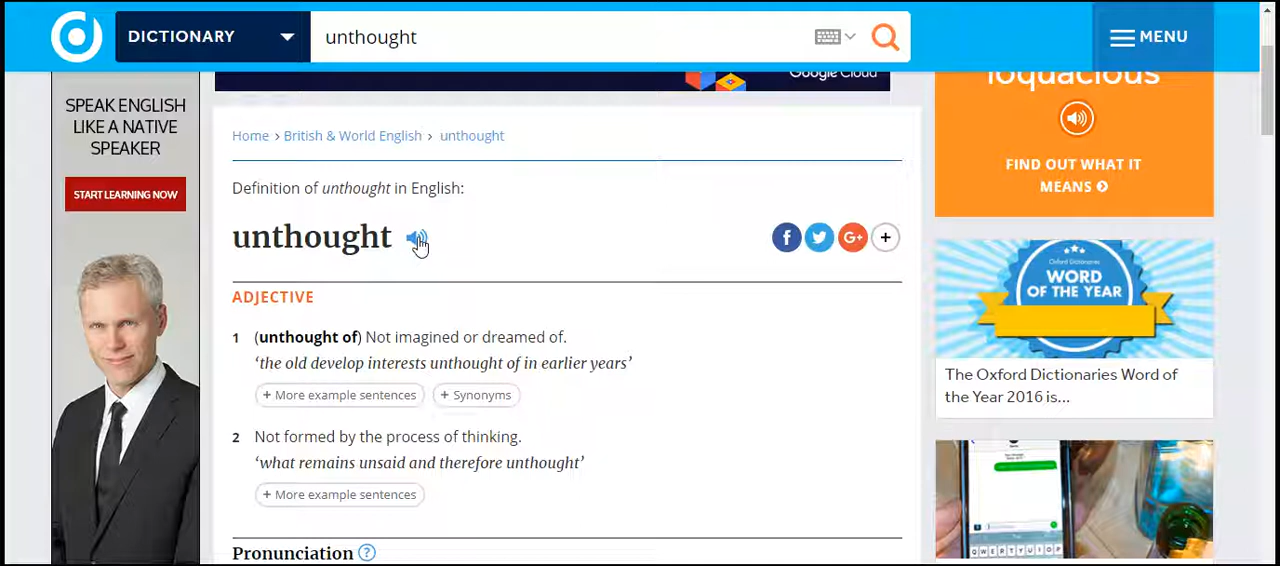 DICTIONARY
unthought
MENU
SPEAK ENGLISH
LIKE A NATIVE
SPEAKER
START LEARNING NOW
Google Cloud
loquacious
FIND OUT WHAT IT
MEANS
Home › British & World English › unthought
Definition of unthought in English:
unthought
ADJECTIVE
1 (unthought of) Not imagined or dreamed of.
‘the old develop interests unthought of in earlier years’
+ More example sentences + Synonyms
2 Not formed by the process of thinking.
‘what remains unsaid and therefore unthought’
+ More example sentences
Pronunciation ?
f G+ +
Oxford Dictionaries
WORD
OF THE YEAR
The Oxford Dictionaries Word of
the Year 2016 is...
Q W E R T Y U I O P